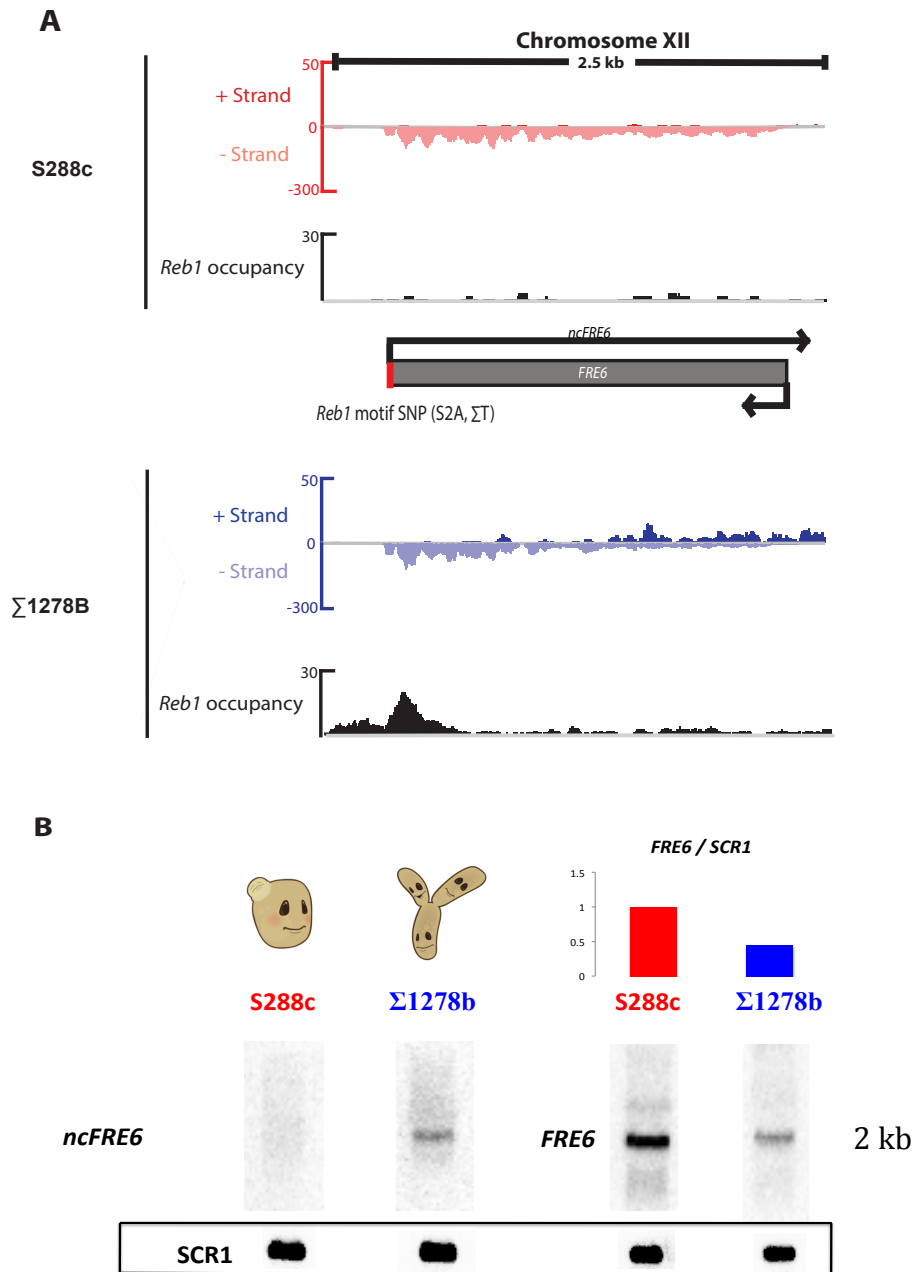 A
Chromosome XII
2.5 kb
50
+ Strand
0
- Strand
-300
S288c
30
Reb1 occupancy
ncFRE6
FRE6
Reb1 motif SNP (S2A, ΣT)
50
+ Strand
0
- Strand
-300
∑1278B
30
Reb1 occupancy
B
FRE6 / SCR1
1.5
1
0.5
0
S288c
Σ1278b
S288c
Σ1278b
ncFRE6
FRE6
2 kb
SCR1